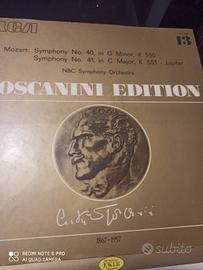 RCA
13
Mozart: Symphony No. 40, in G Minor, K 550
Symphony No. 41, in C Major, K 551 - Jupiter
NBC Symphony Orchestra
OSCANINI EDITION
1867-1957
JOKER
REDMI NOTE 8 PRO
AI QUAD CAMERA
subito